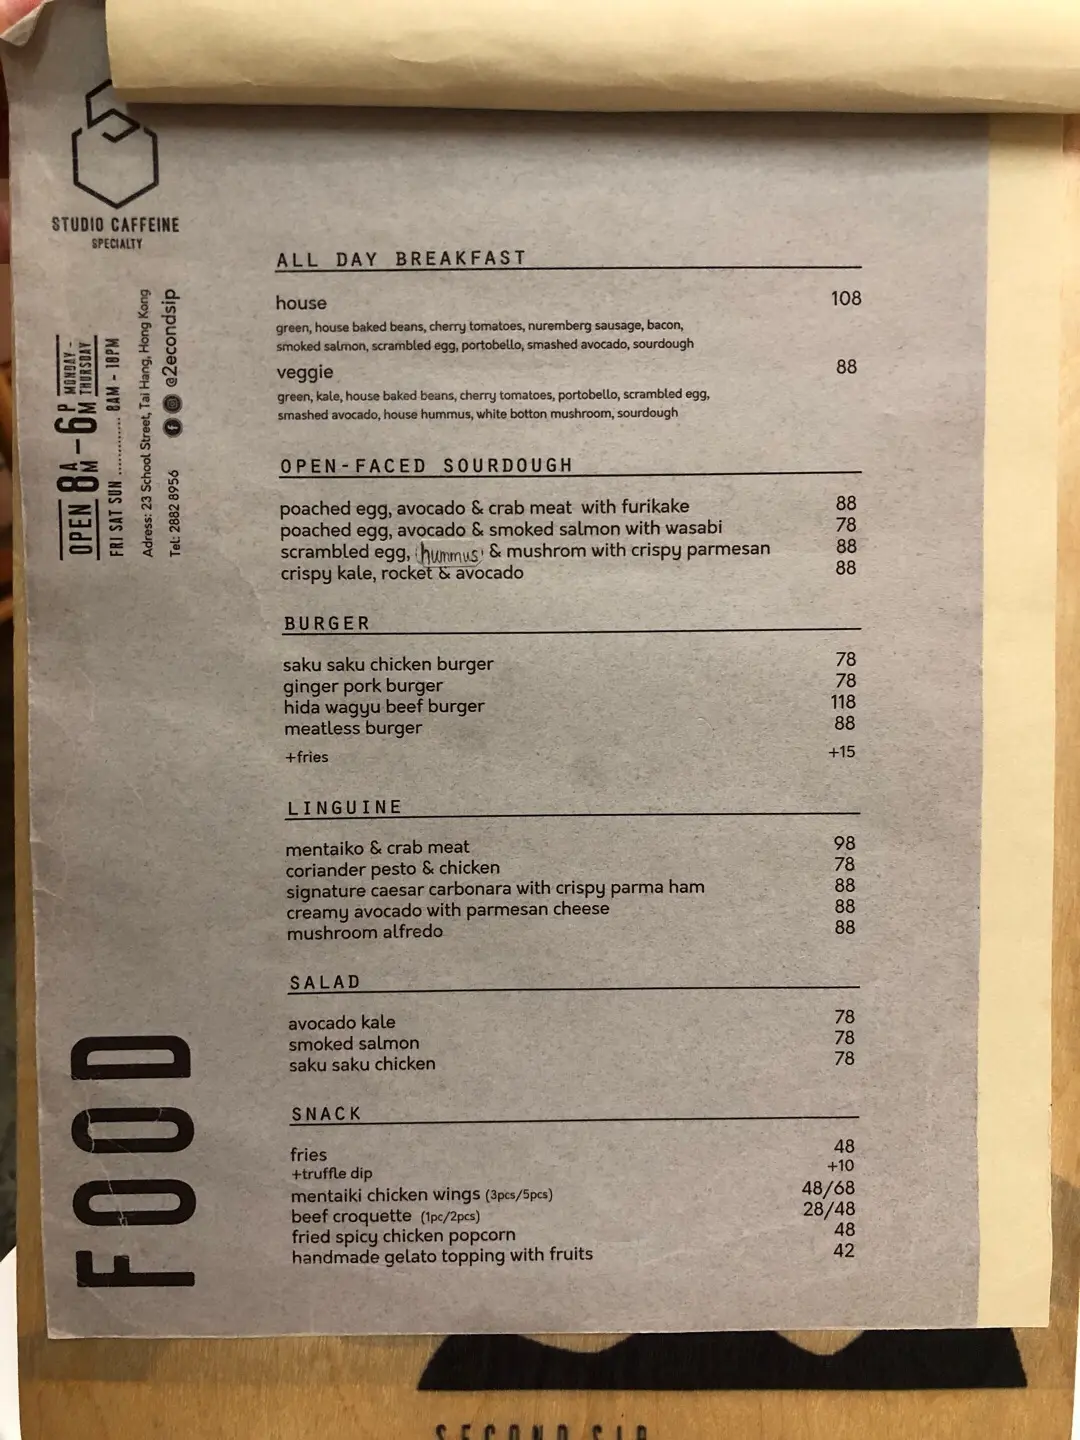 STUDIO CAFFEINE
SPECIALTY
OPEN 8AM-6PM MONDAY - THURSDAY
FRI SAT SUN ............ 8AM - 10PM
Adress: 23 School Street, Tai Hang, Hong Kong
Tel: 2882 8956 @2econdsip
FOOD
ALL DAY BREAKFAST
house 108
green, house baked beans, cherry tomatoes, nuremberg sausage, bacon,
smoked salmon, scrambled egg, portobello, smashed avocado, sourdough
veggie 88
green, kale, house baked beans, cherry tomatoes, portobello, scrambled egg,
smashed avocado, house hummus, white botton mushroom, sourdough
OPEN-FACED SOURDOUGH
poached egg, avocado & crab meat with furikake 88
poached egg, avocado & smoked salmon with wasabi 78
scrambled egg, hummus & mushrom with crispy parmesan 88
crispy kale, rocket & avocado 88
BURGER
saku saku chicken burger 78
ginger pork burger 78
hida wagyu beef burger 118
meatless burger 88
+fries +15
LINGUINE
mentaiko & crab meat 98
coriander pesto & chicken 78
signature caesar carbonara with crispy parma ham 88
creamy avocado with parmesan cheese 88
mushroom alfredo 88
SALAD
avocado kale 78
smoked salmon 78
saku saku chicken 78
SNACK
fries 48
+truffle dip +10
mentaiki chicken wings (3pcs/5pcs) 48/68
beef croquette (1pc/2pcs) 28/48
fried spicy chicken popcorn 48
handmade gelato topping with fruits 42
SECOND SIP